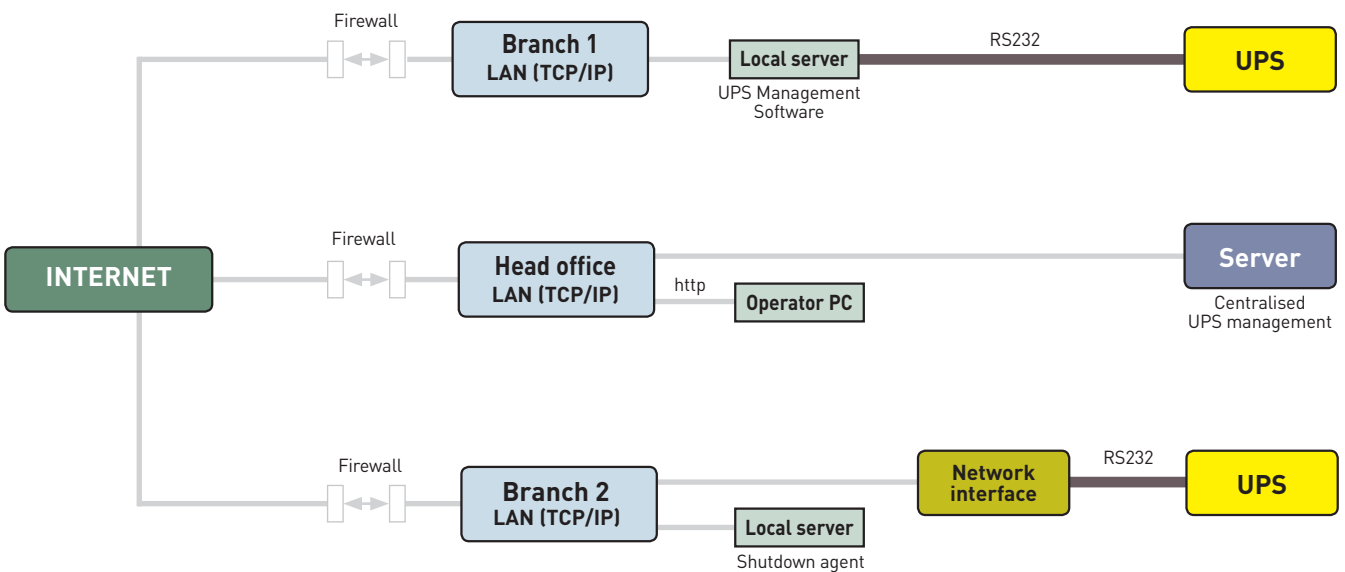 Firewall
Branch 1
LAN (TCP/IP)
Local server
UPS Management
Software
RS232
UPS
INTERNET
Firewall
Head office
LAN (TCP/IP)
http
Operator PC
Server
Centralised
UPS management
Firewall
Branch 2
LAN (TCP/IP)
Local server
Shutdown agent
Network
interface
RS232
UPS